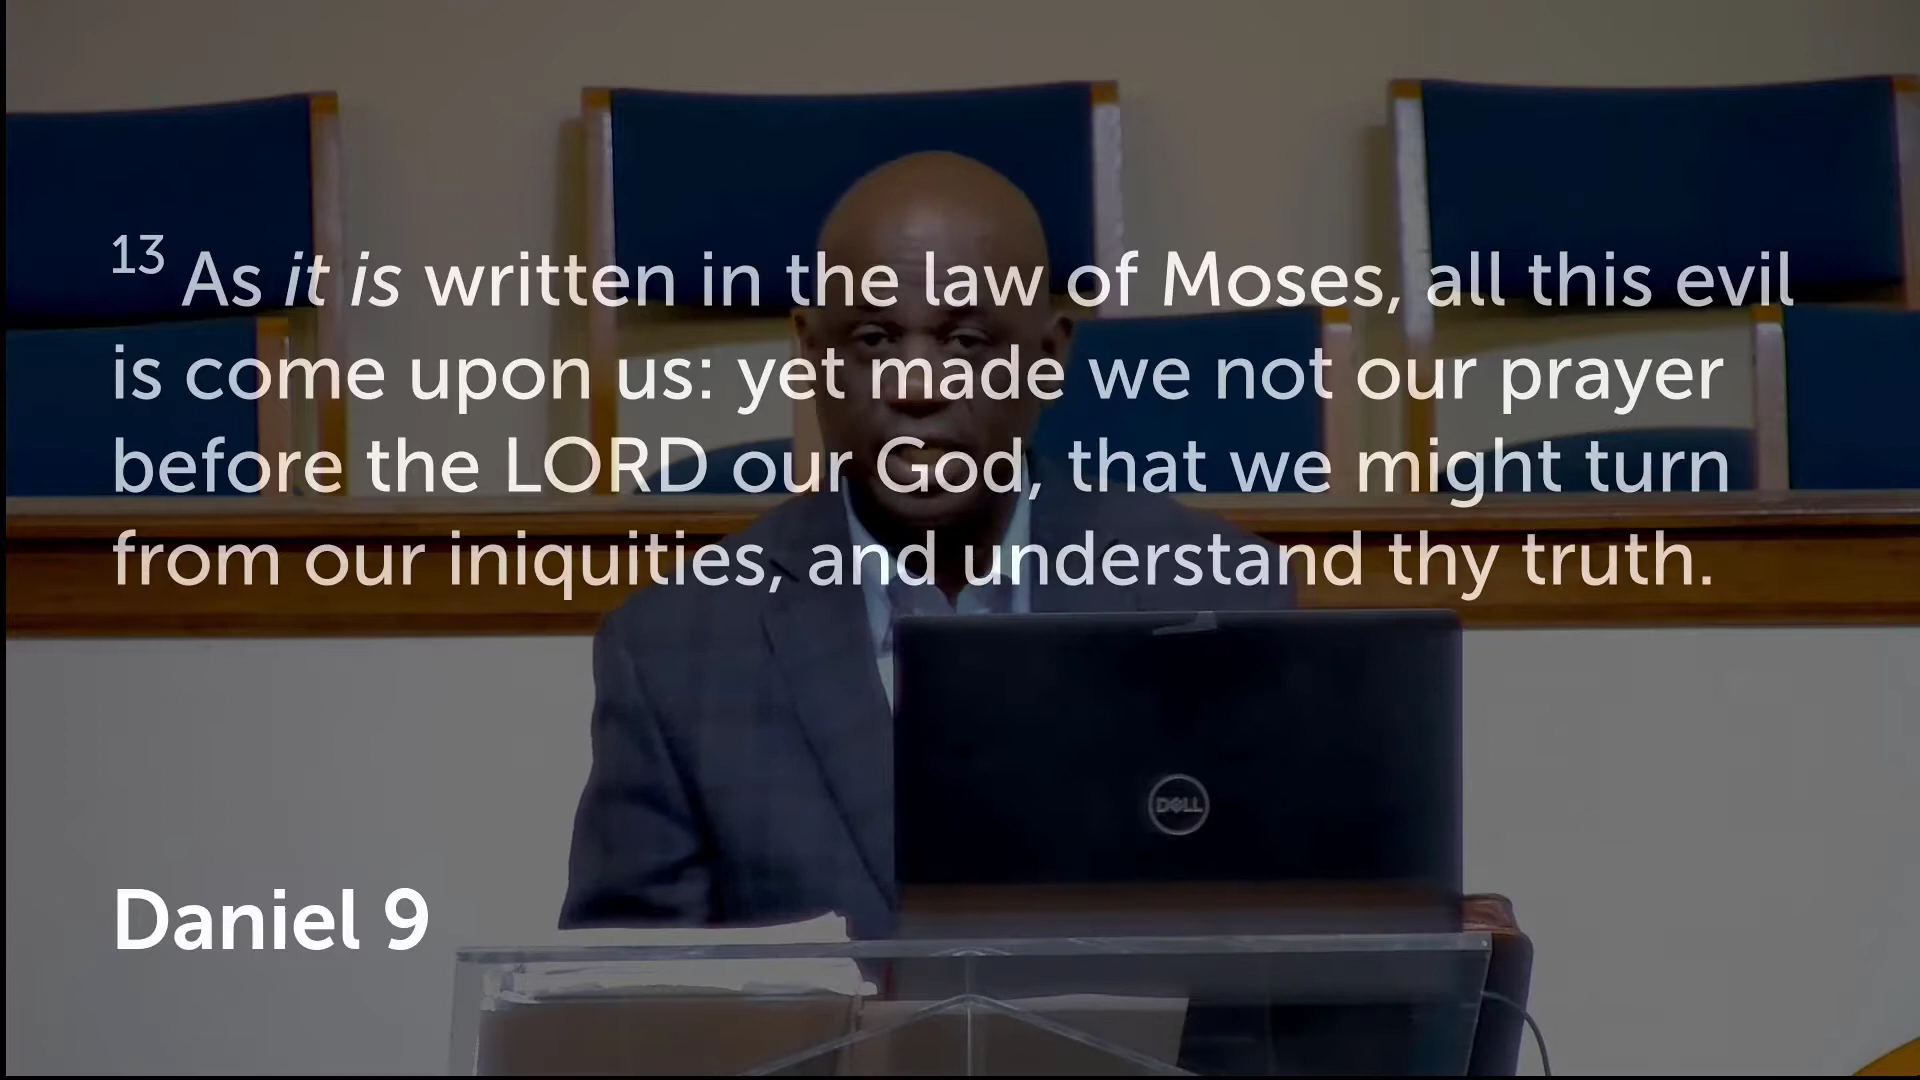 13 As it is written in the law of Moses, all this evil
is come upon us: yet made we not our prayer
before the LORD our God, that we might turn
from our iniquities, and understand thy truth.
DELL
Daniel 9